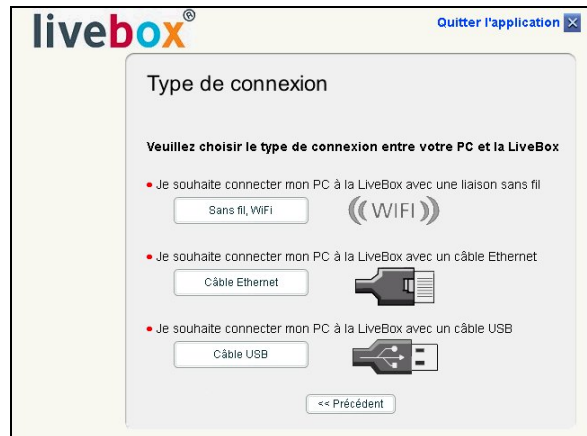 livebox®
Quitter l'application
Type de connexion
Veuillez choisir le type de connexion entre votre PC et la LiveBox
Je souhaite connecter mon PC à la LiveBox avec une liaison sans fil
Sans fil, WiFi
((WIFI))
Je souhaite connecter mon PC à la LiveBox avec un câble Ethernet
Câble Ethernet
Je souhaite connecter mon PC à la LiveBox avec un câble USB
Câble USB
<< Précédent